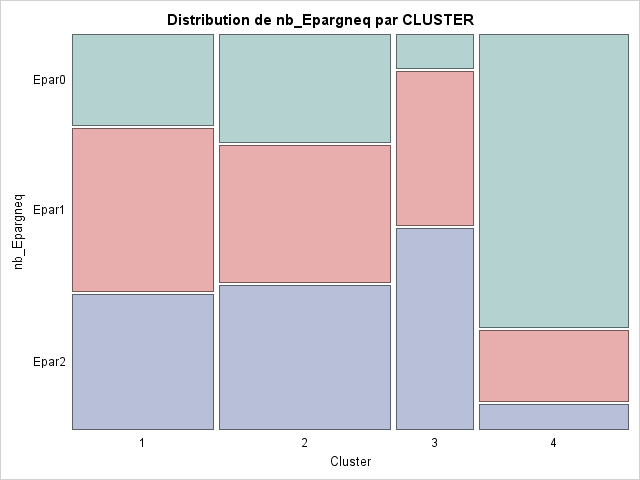 Distribution de nb_Epargneq par CLUSTER
Epar0
Epar1
nb_Epargneq
Epar2
1 2 3 4
Cluster